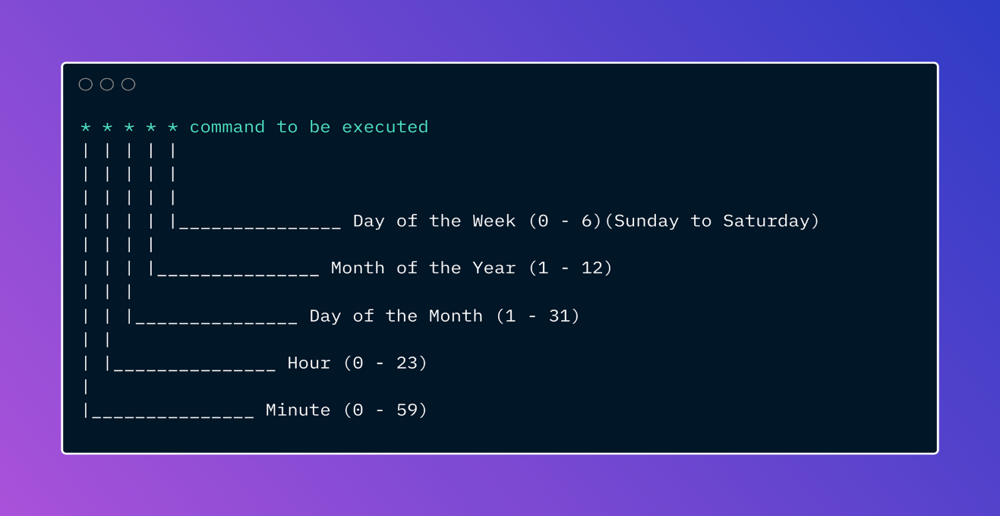 * * * * * command to be executed
| | | | |
| | | | |
| | | | |
| | | | |_______________ Day of the Week (0 - 6)(Sunday to Saturday)
| | | |
| | | |_______________ Month of the Year (1 - 12)
| | |
| | |_______________ Day of the Month (1 - 31)
| |
| |_______________ Hour (0 - 23)
|
|_______________ Minute (0 - 59)